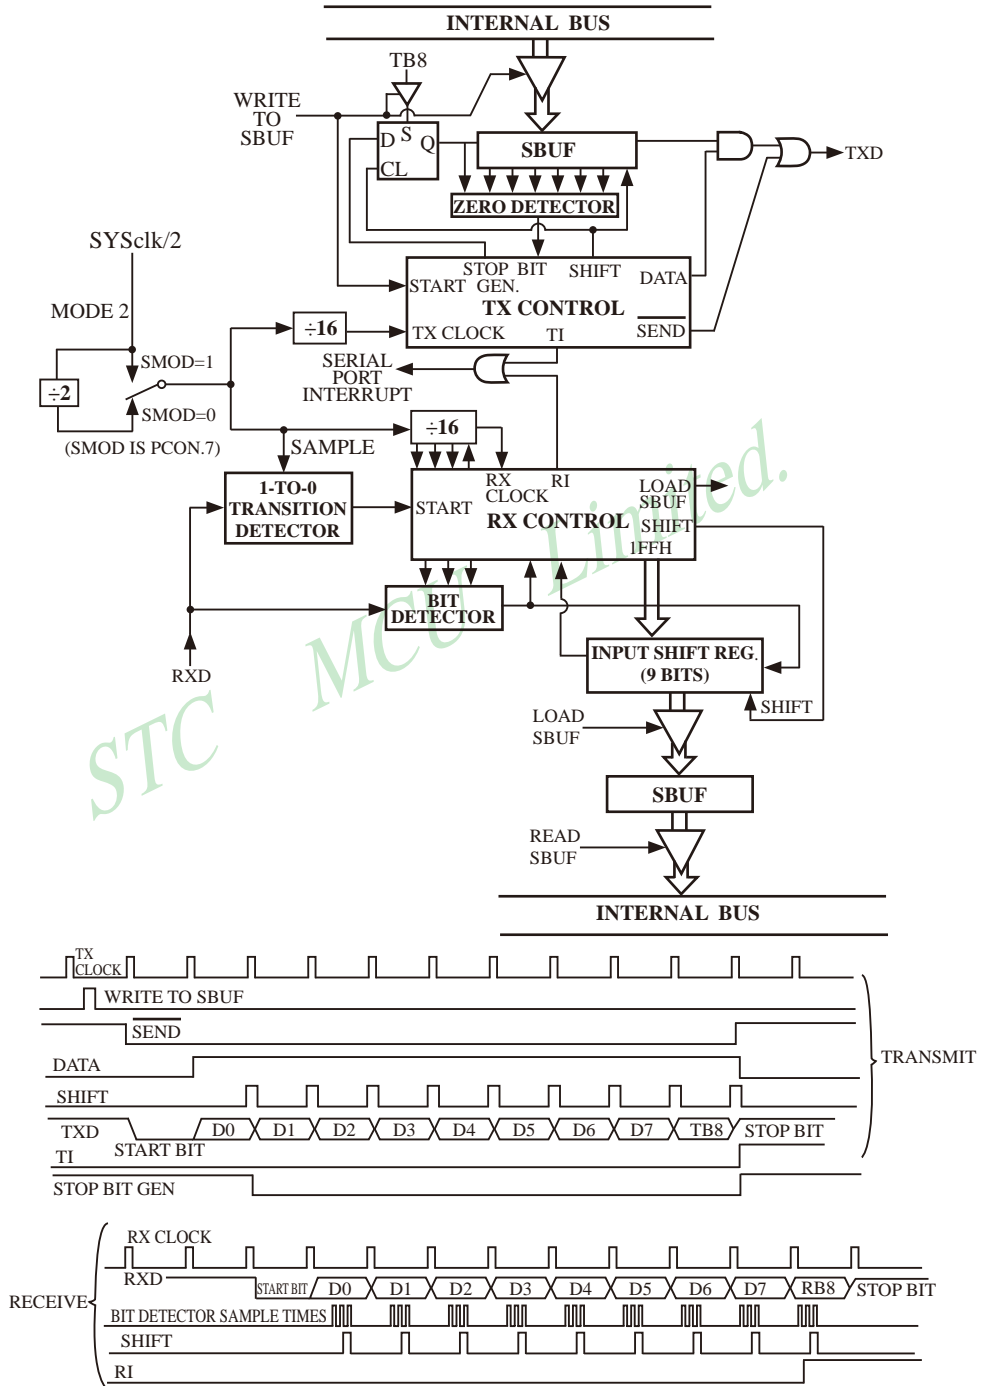 INTERNAL BUS
TB8
WRITE
TO
SBUF
D S Q
CL
SBUF
TXD
ZERO DETECTOR
SYSclk/2
STOP BIT
GEN.
SHIFT
DATA
START
TX CONTROL
MODE 2
÷16
TX CLOCK
TI
SEND
SMOD=1
SERIAL
PORT
INTERRUPT
÷2
SMOD=0
(SMOD IS PCON.7)
SAMPLE
÷16
1-TO-0
TRANSITION
DETECTOR
START
RX
CLOCK
RI
LOAD
SBUF
RX CONTROL
SHIFT
1FFH
BIT
DETECTOR
RXD
INPUT SHIFT REG.
(9 BITS)
SHIFT
LOAD
SBUF
SBUF
READ
SBUF
INTERNAL BUS
STC MCU Limited.
TX
CLOCK
WRITE TO SBUF
SEND
DATA
TRANSMIT
SHIFT
TXD
START BIT
D0 D1 D2 D3 D4 D5 D6 D7 TB8 STOP BIT
TI
STOP BIT GEN
RX CLOCK
RXD
START BIT D0 D1 D2 D3 D4 D5 D6 D7 RB8 STOP BIT
RECEIVE
BIT DETECTOR SAMPLE TIMES
SHIFT
RI